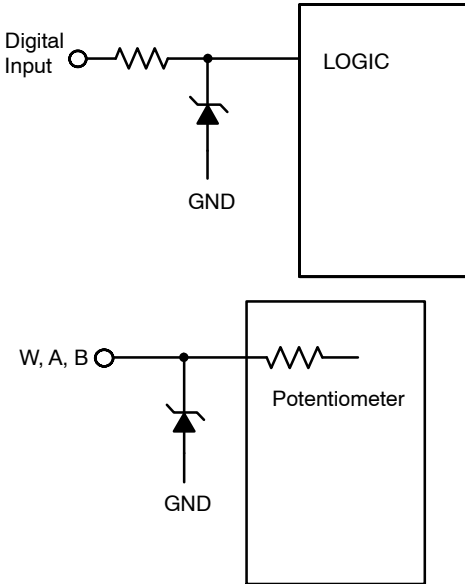 Digital
Input
LOGIC
GND
W, A, B
Potentiometer
GND